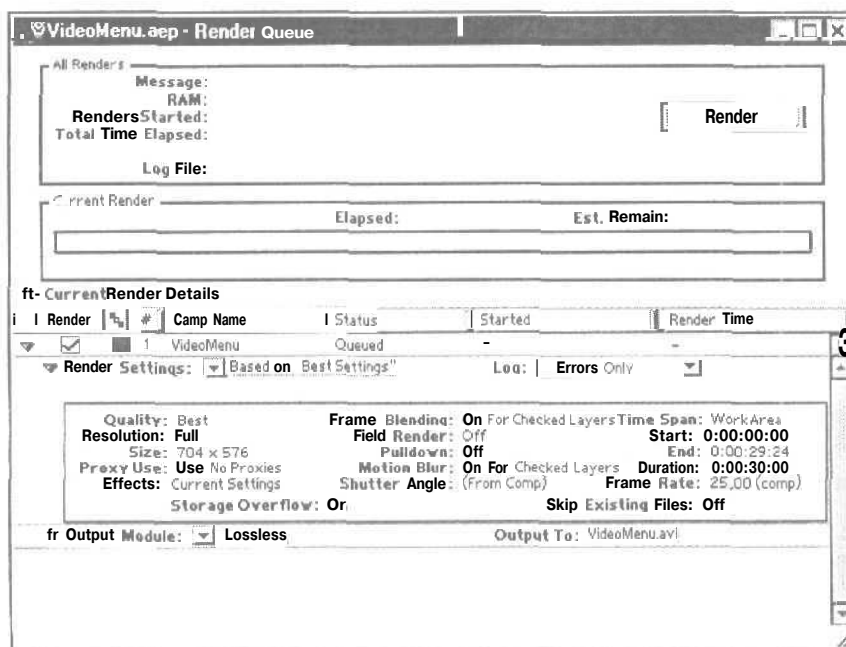 VideoMenu.aep - Render Queue
All Renders
Message:
RAM:
Renders Started:
Total Time Elapsed:
Render
Log File:
Current Render
Elapsed: Est. Remain:
ft- Current Render Details
i I Render # Camp Name I Status Started Render Time
1 VideoMenu Queued - -
Render Settings: Based on Best Settings" Log: Errors Only
Quality: Best Frame Blending: On For Checked Layers Time Span: Work Area
Resolution: Full Field Render: Off Start: 0:00:00:00
Size: 704 x 576 Pulldown: Off End: 0:00:29:24
Proxy Use: Use No Proxies Motion Blur: On For Checked Layers Duration: 0:00:30:00
Effects: Current Settings Shutter Angle: (From Comp) Frame Rate: 25,00 (comp)
Storage Overflow: Or Skip Existing Files: Off
fr Output Module: Lossless Output To: VideoMenu.avi